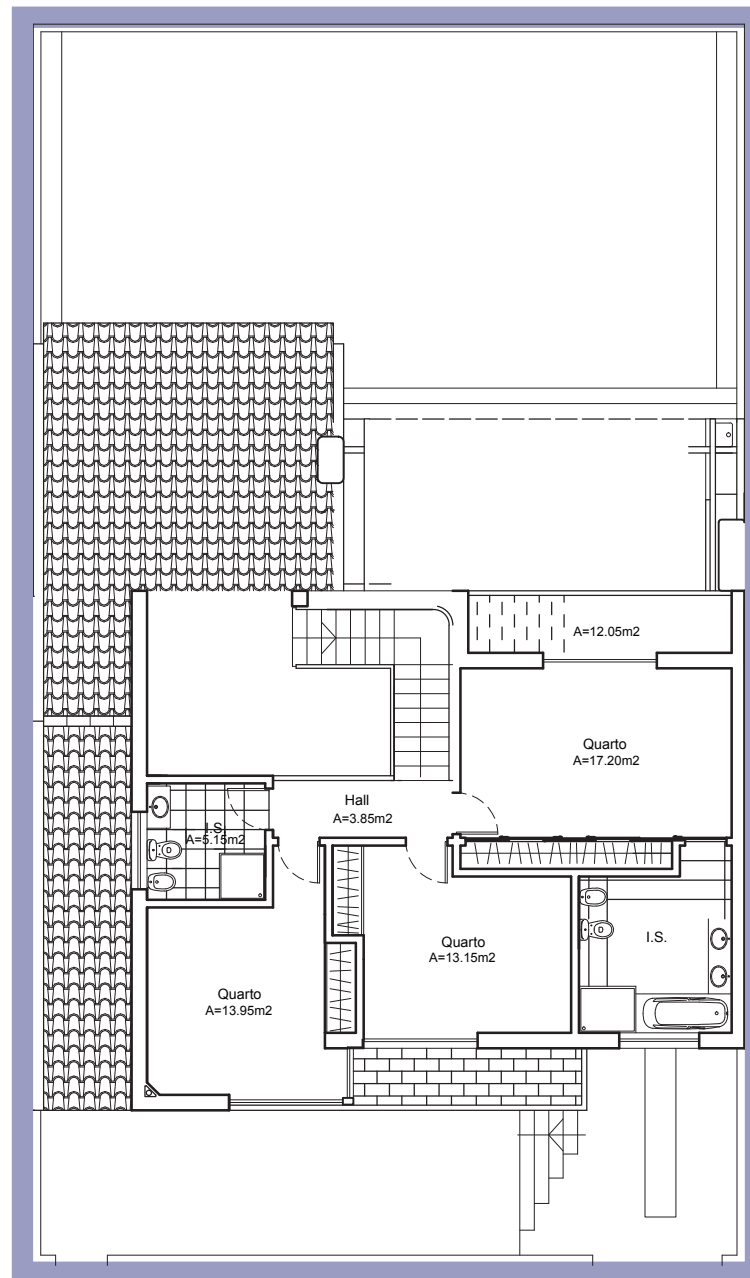 A=12.05m2
Quarto
A=17.20m2
Hall
A=3.85m2
I.S.
A=5.15m2
Quarto
A=13.15m2
I.S.
Quarto
A=13.95m2